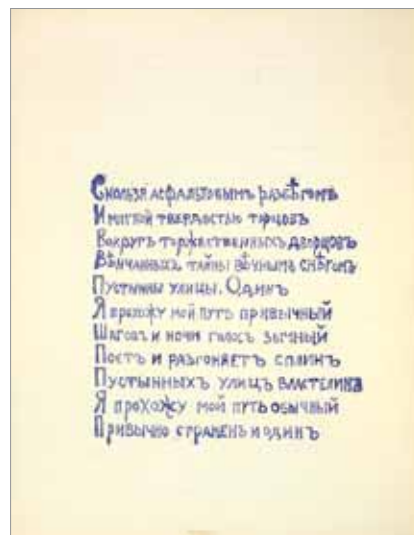 Скользя асфальтовымъ разбѣгомъ
И мягкой твердостью торцовъ
Вокругъ торжественныхъ дворцовъ
Вѣнчанныхъ тайны вѣчнымъ снѣгомъ
Пустынны улицы. Одинъ
Я прохожу мой путь привычный
Шаговъ и ночи голосъ зычный
Поетъ и разгоняетъ сплинъ
Пустынныхъ улицъ властелина
Я прохожу мой путь обычный
Привычно страненъ и одинъ